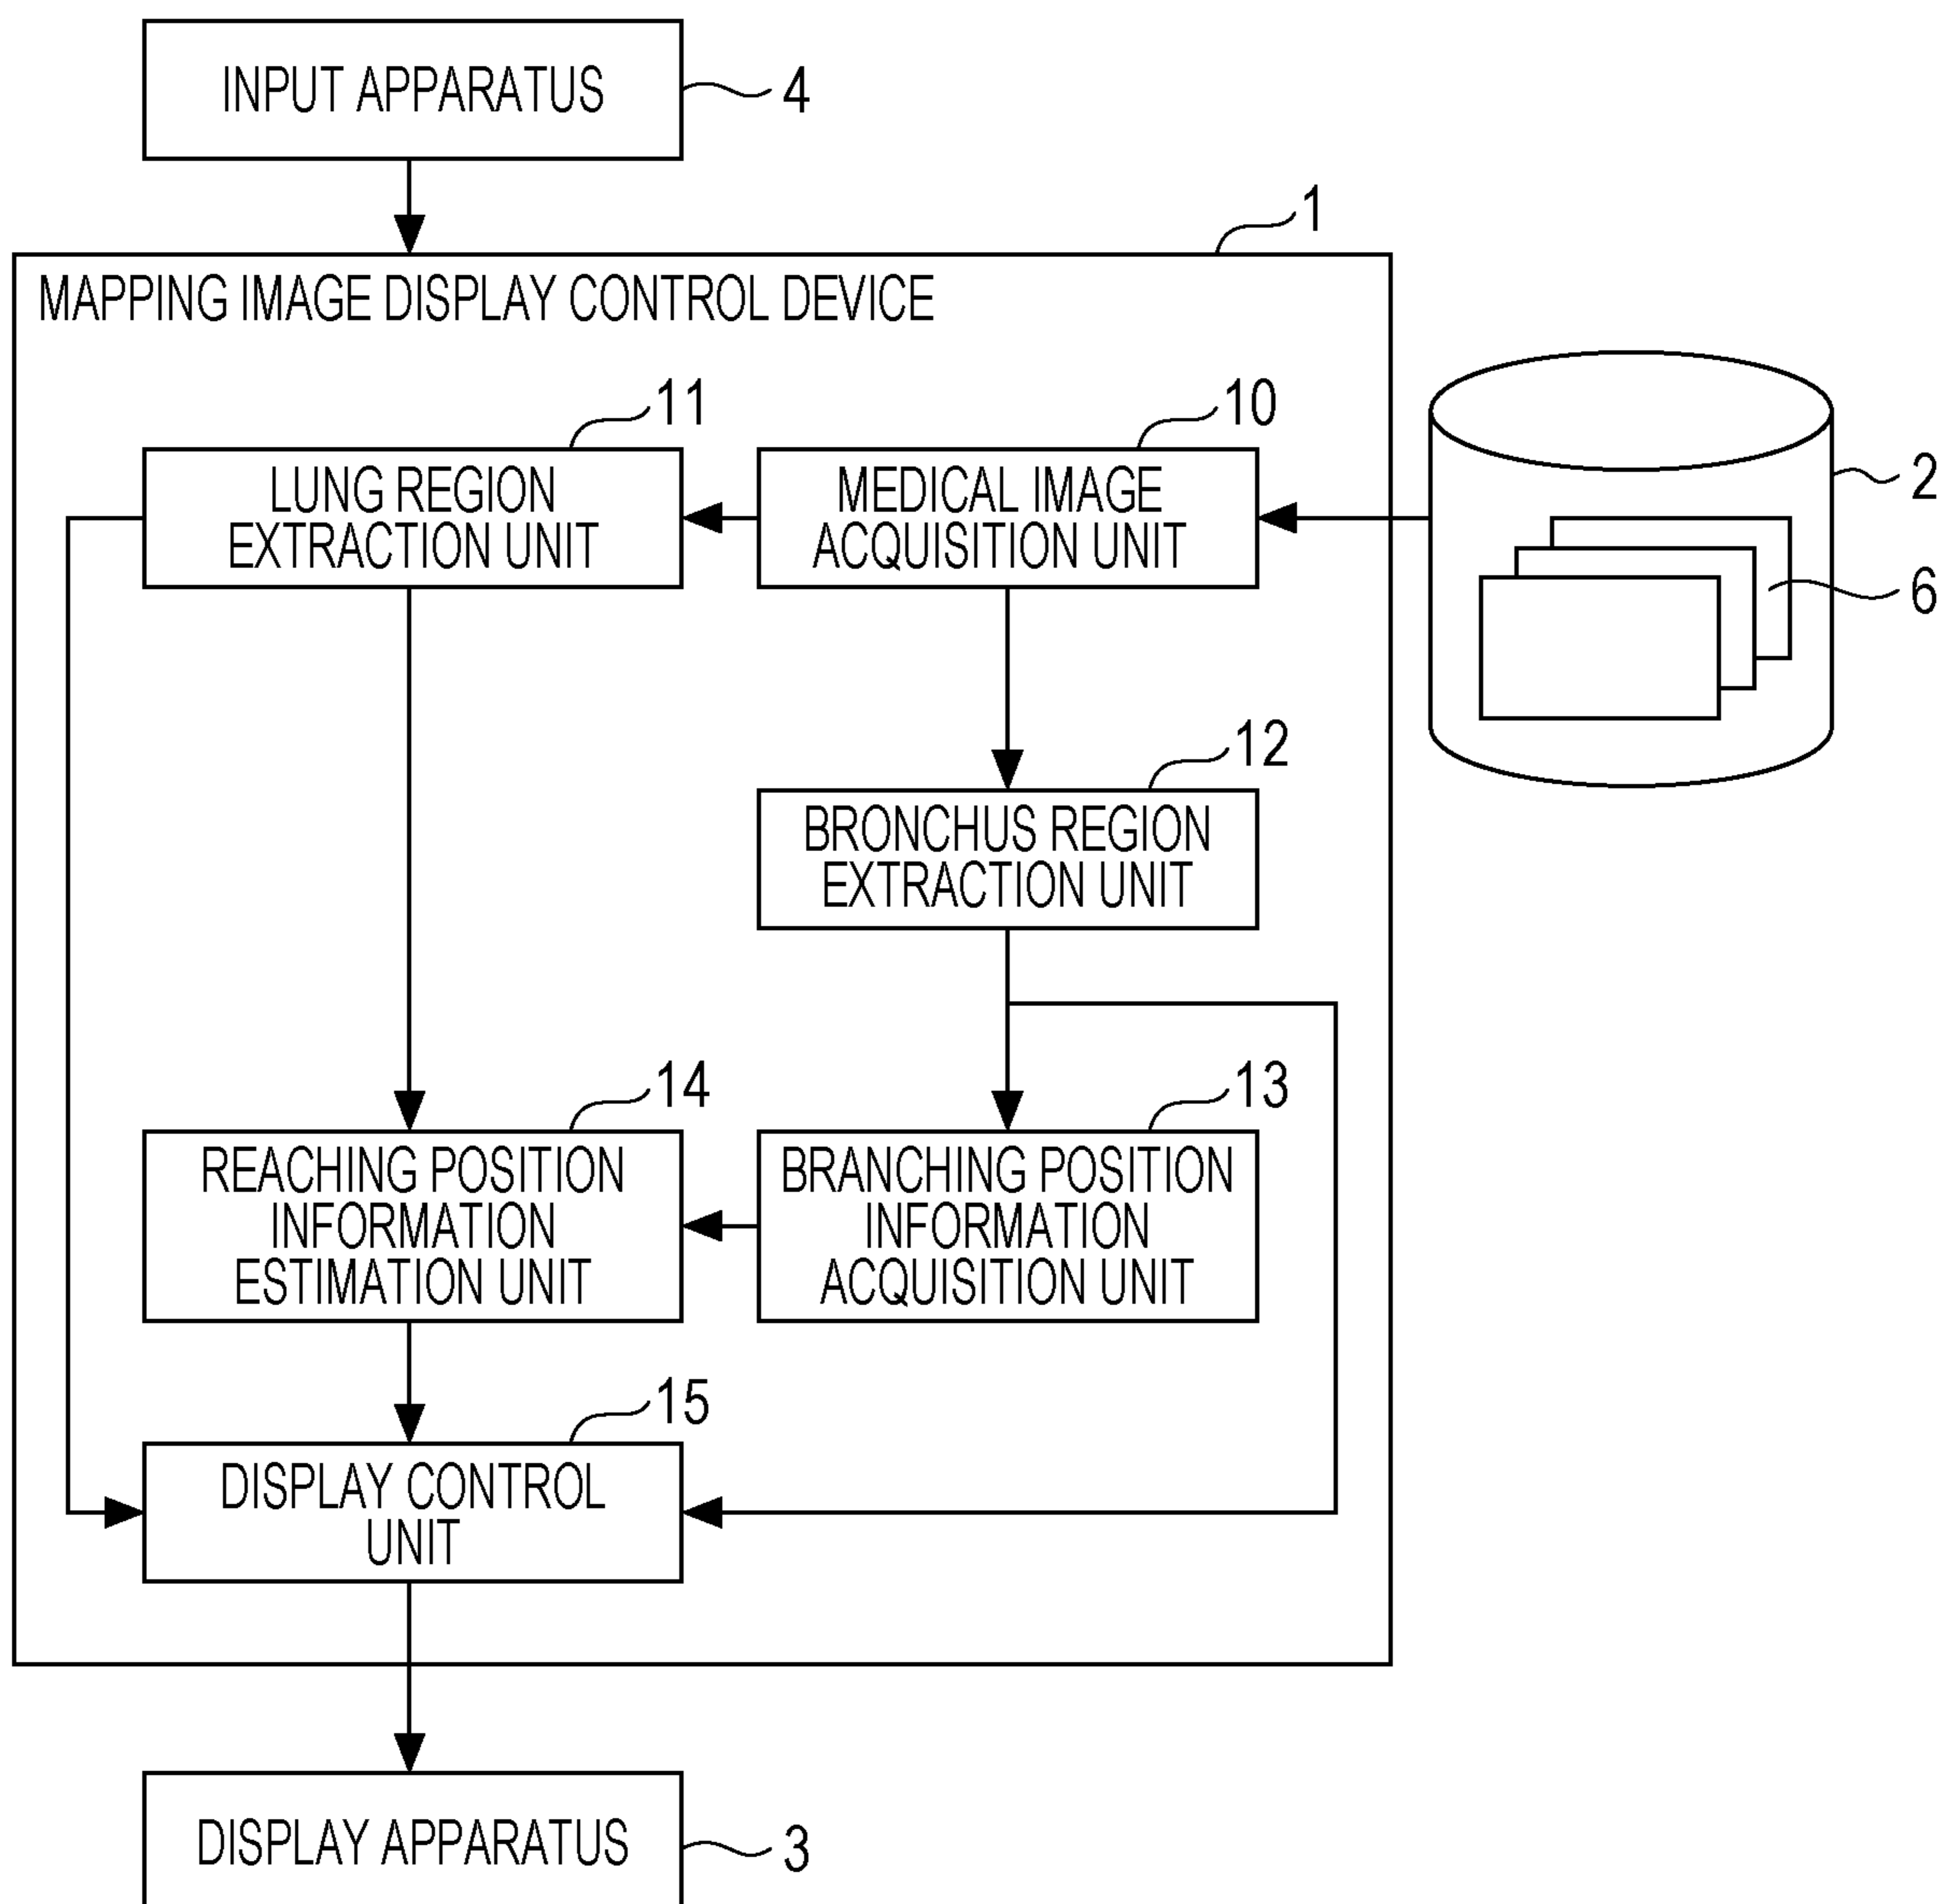 INPUT APPARATUS
4
1
MAPPING IMAGE DISPLAY CONTROL DEVICE
11
10
LUNG REGION
EXTRACTION UNIT
MEDICAL IMAGE
ACQUISITION UNIT
2
6
12
BRONCHUS REGION
EXTRACTION UNIT
14
13
REACHING POSITION
INFORMATION
ESTIMATION UNIT
BRANCHING POSITION
INFORMATION
ACQUISITION UNIT
15
DISPLAY CONTROL
UNIT
DISPLAY APPARATUS
3